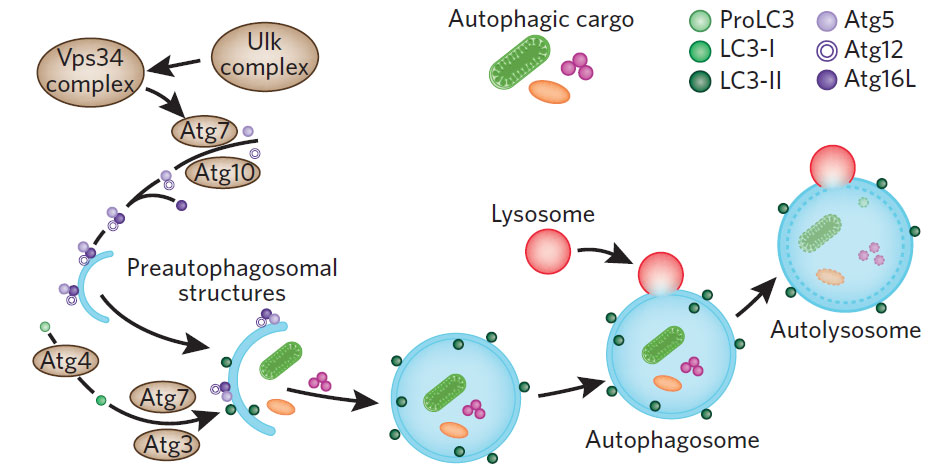 Autophagic cargo
ProLC3
LC3-I
LC3-II
Atg5
Atg12
Atg16L
Ulk
complex
Vps34
complex
Atg7
Atg10
Preautophagosomal
structures
Lysosome
Atg4
Atg7
Atg3
Autophagosome
Autolysosome